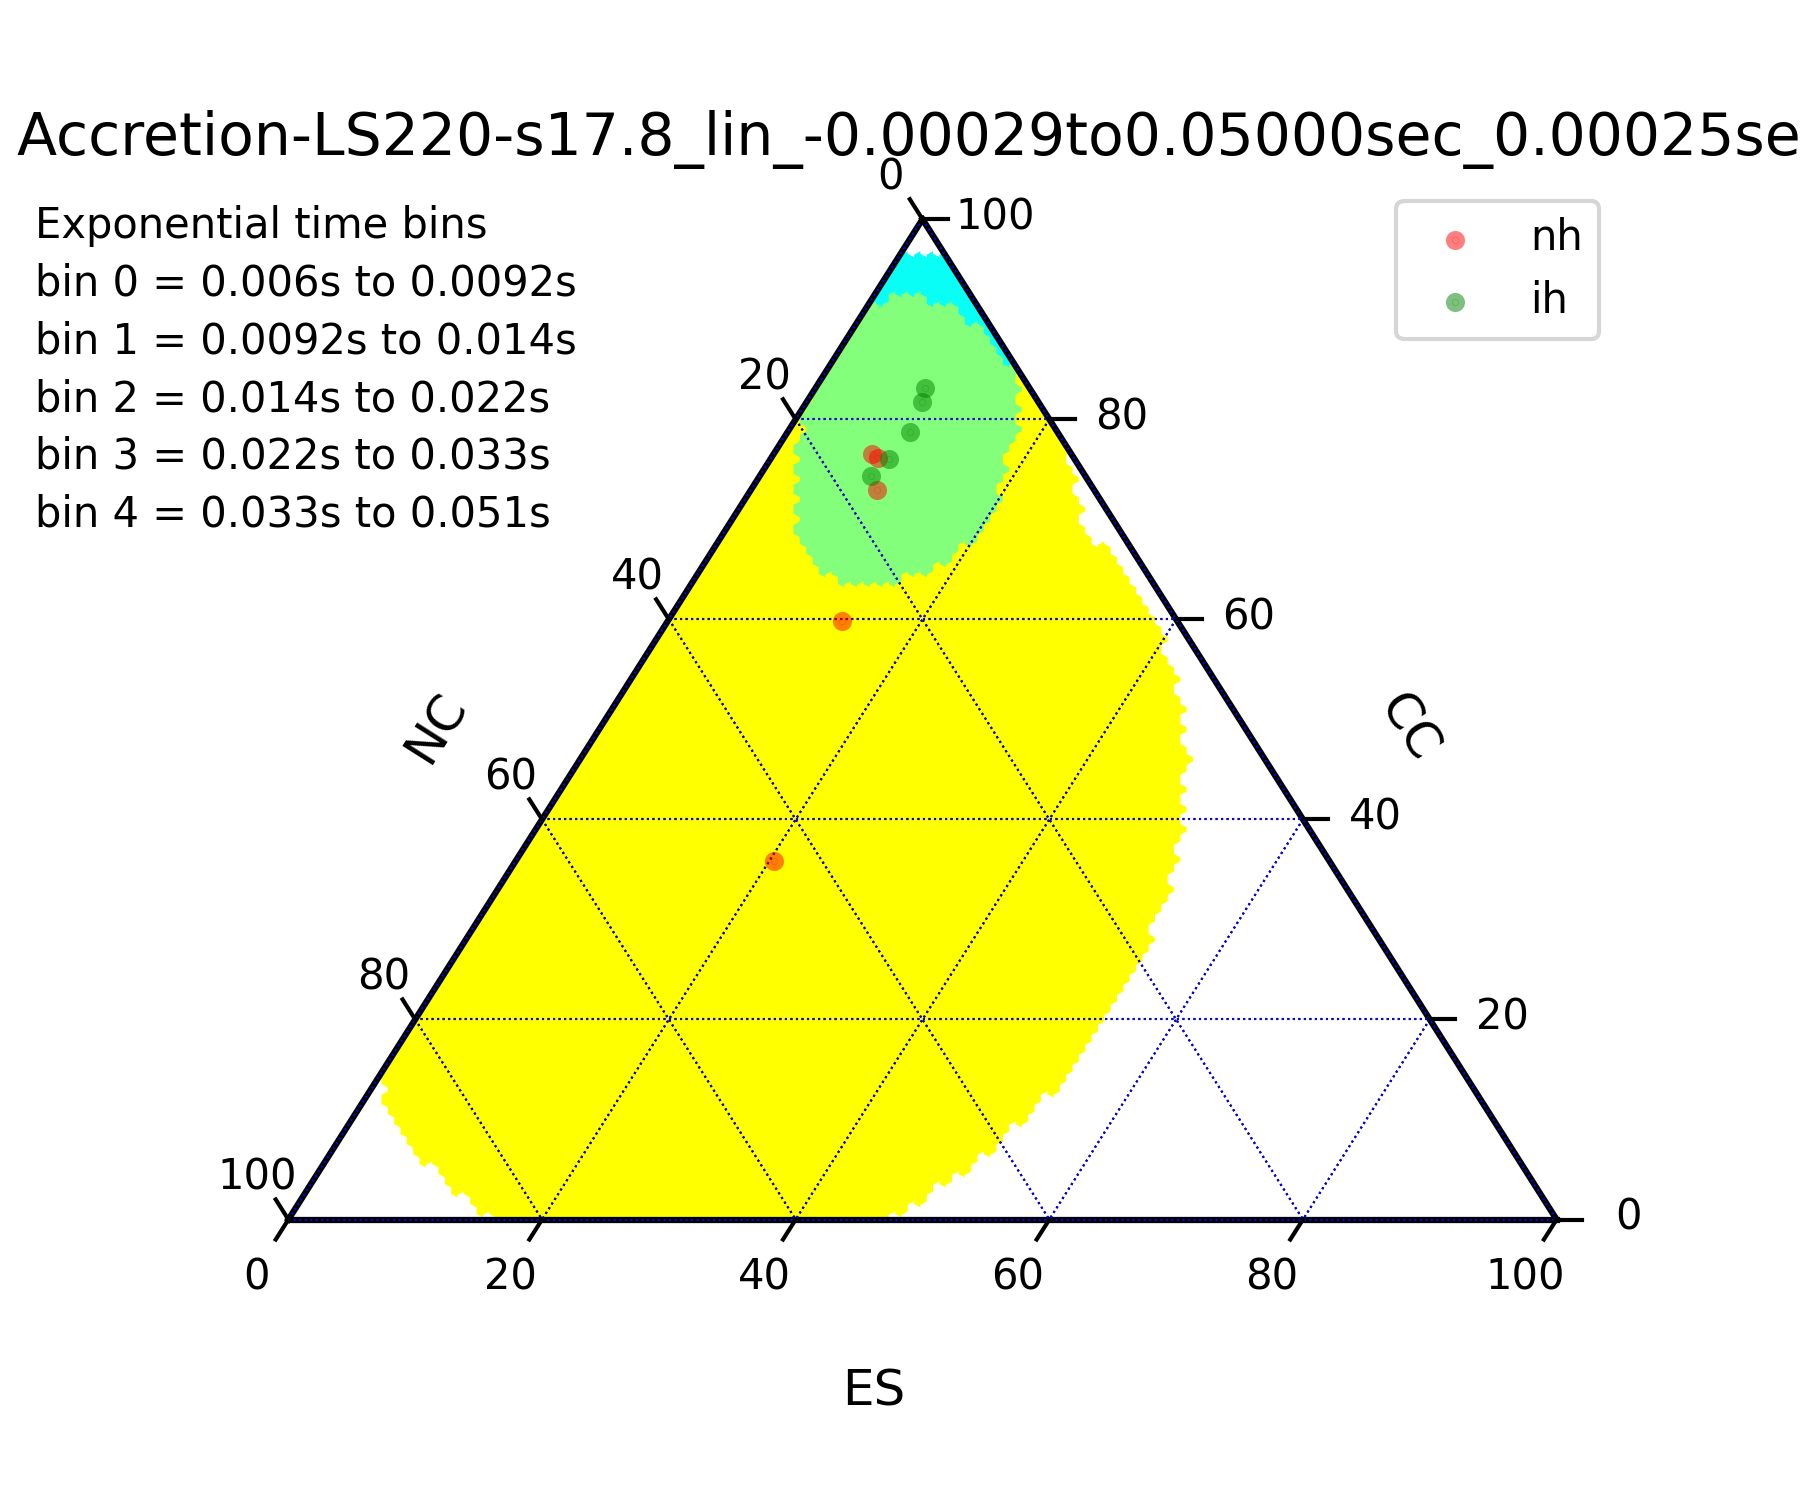 Accretion-LS220-s17.8_lin_-0.00029to0.05000sec_0.00025se
Exponential time bins
bin 0 = 0.006s to 0.0092s
bin 1 = 0.0092s to 0.014s
bin 2 = 0.014s to 0.022s
bin 3 = 0.022s to 0.033s
bin 4 = 0.033s to 0.051s
nh
ih
0
20
40
60
80
100
NC
100
80
60
40
20
0
CC
0
20
40
60
80
100
ES